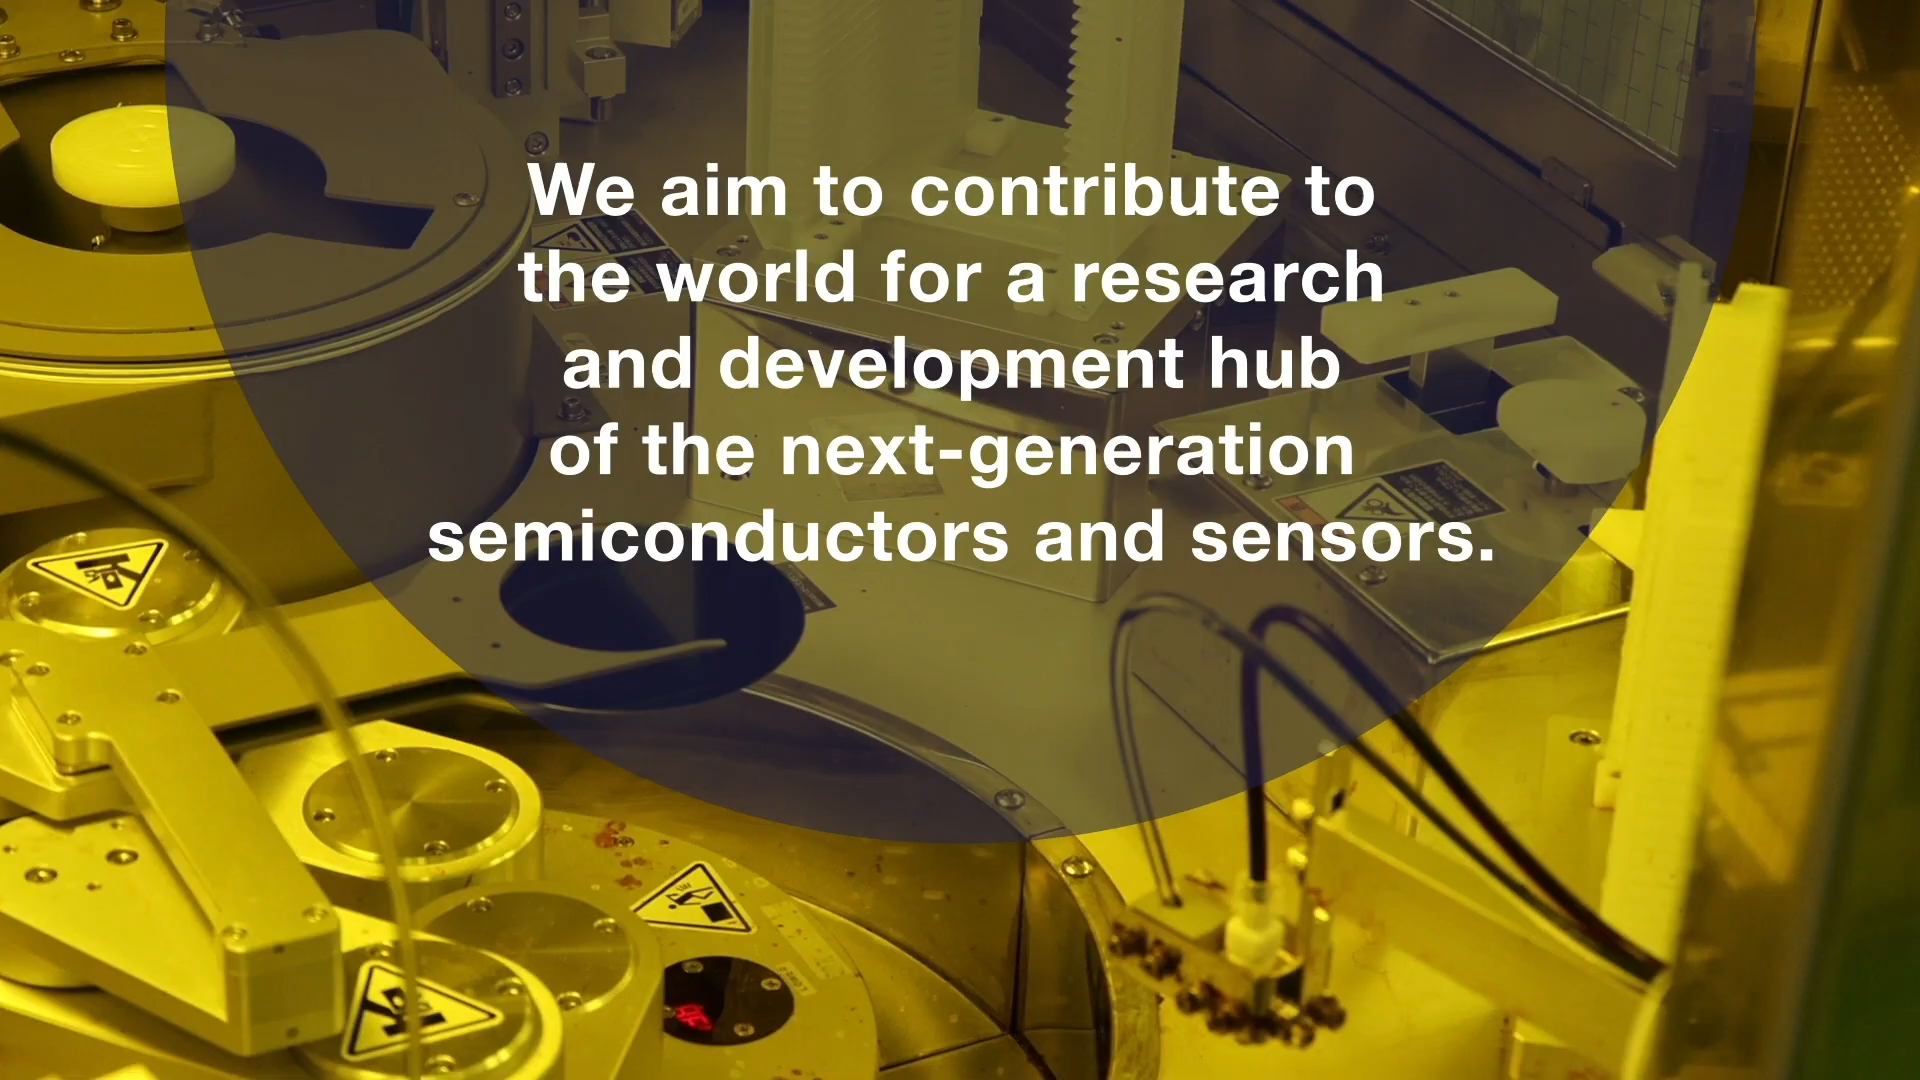 We aim to contribute to
the world for a research
and development hub
of the next-generation
semiconductors and sensors.